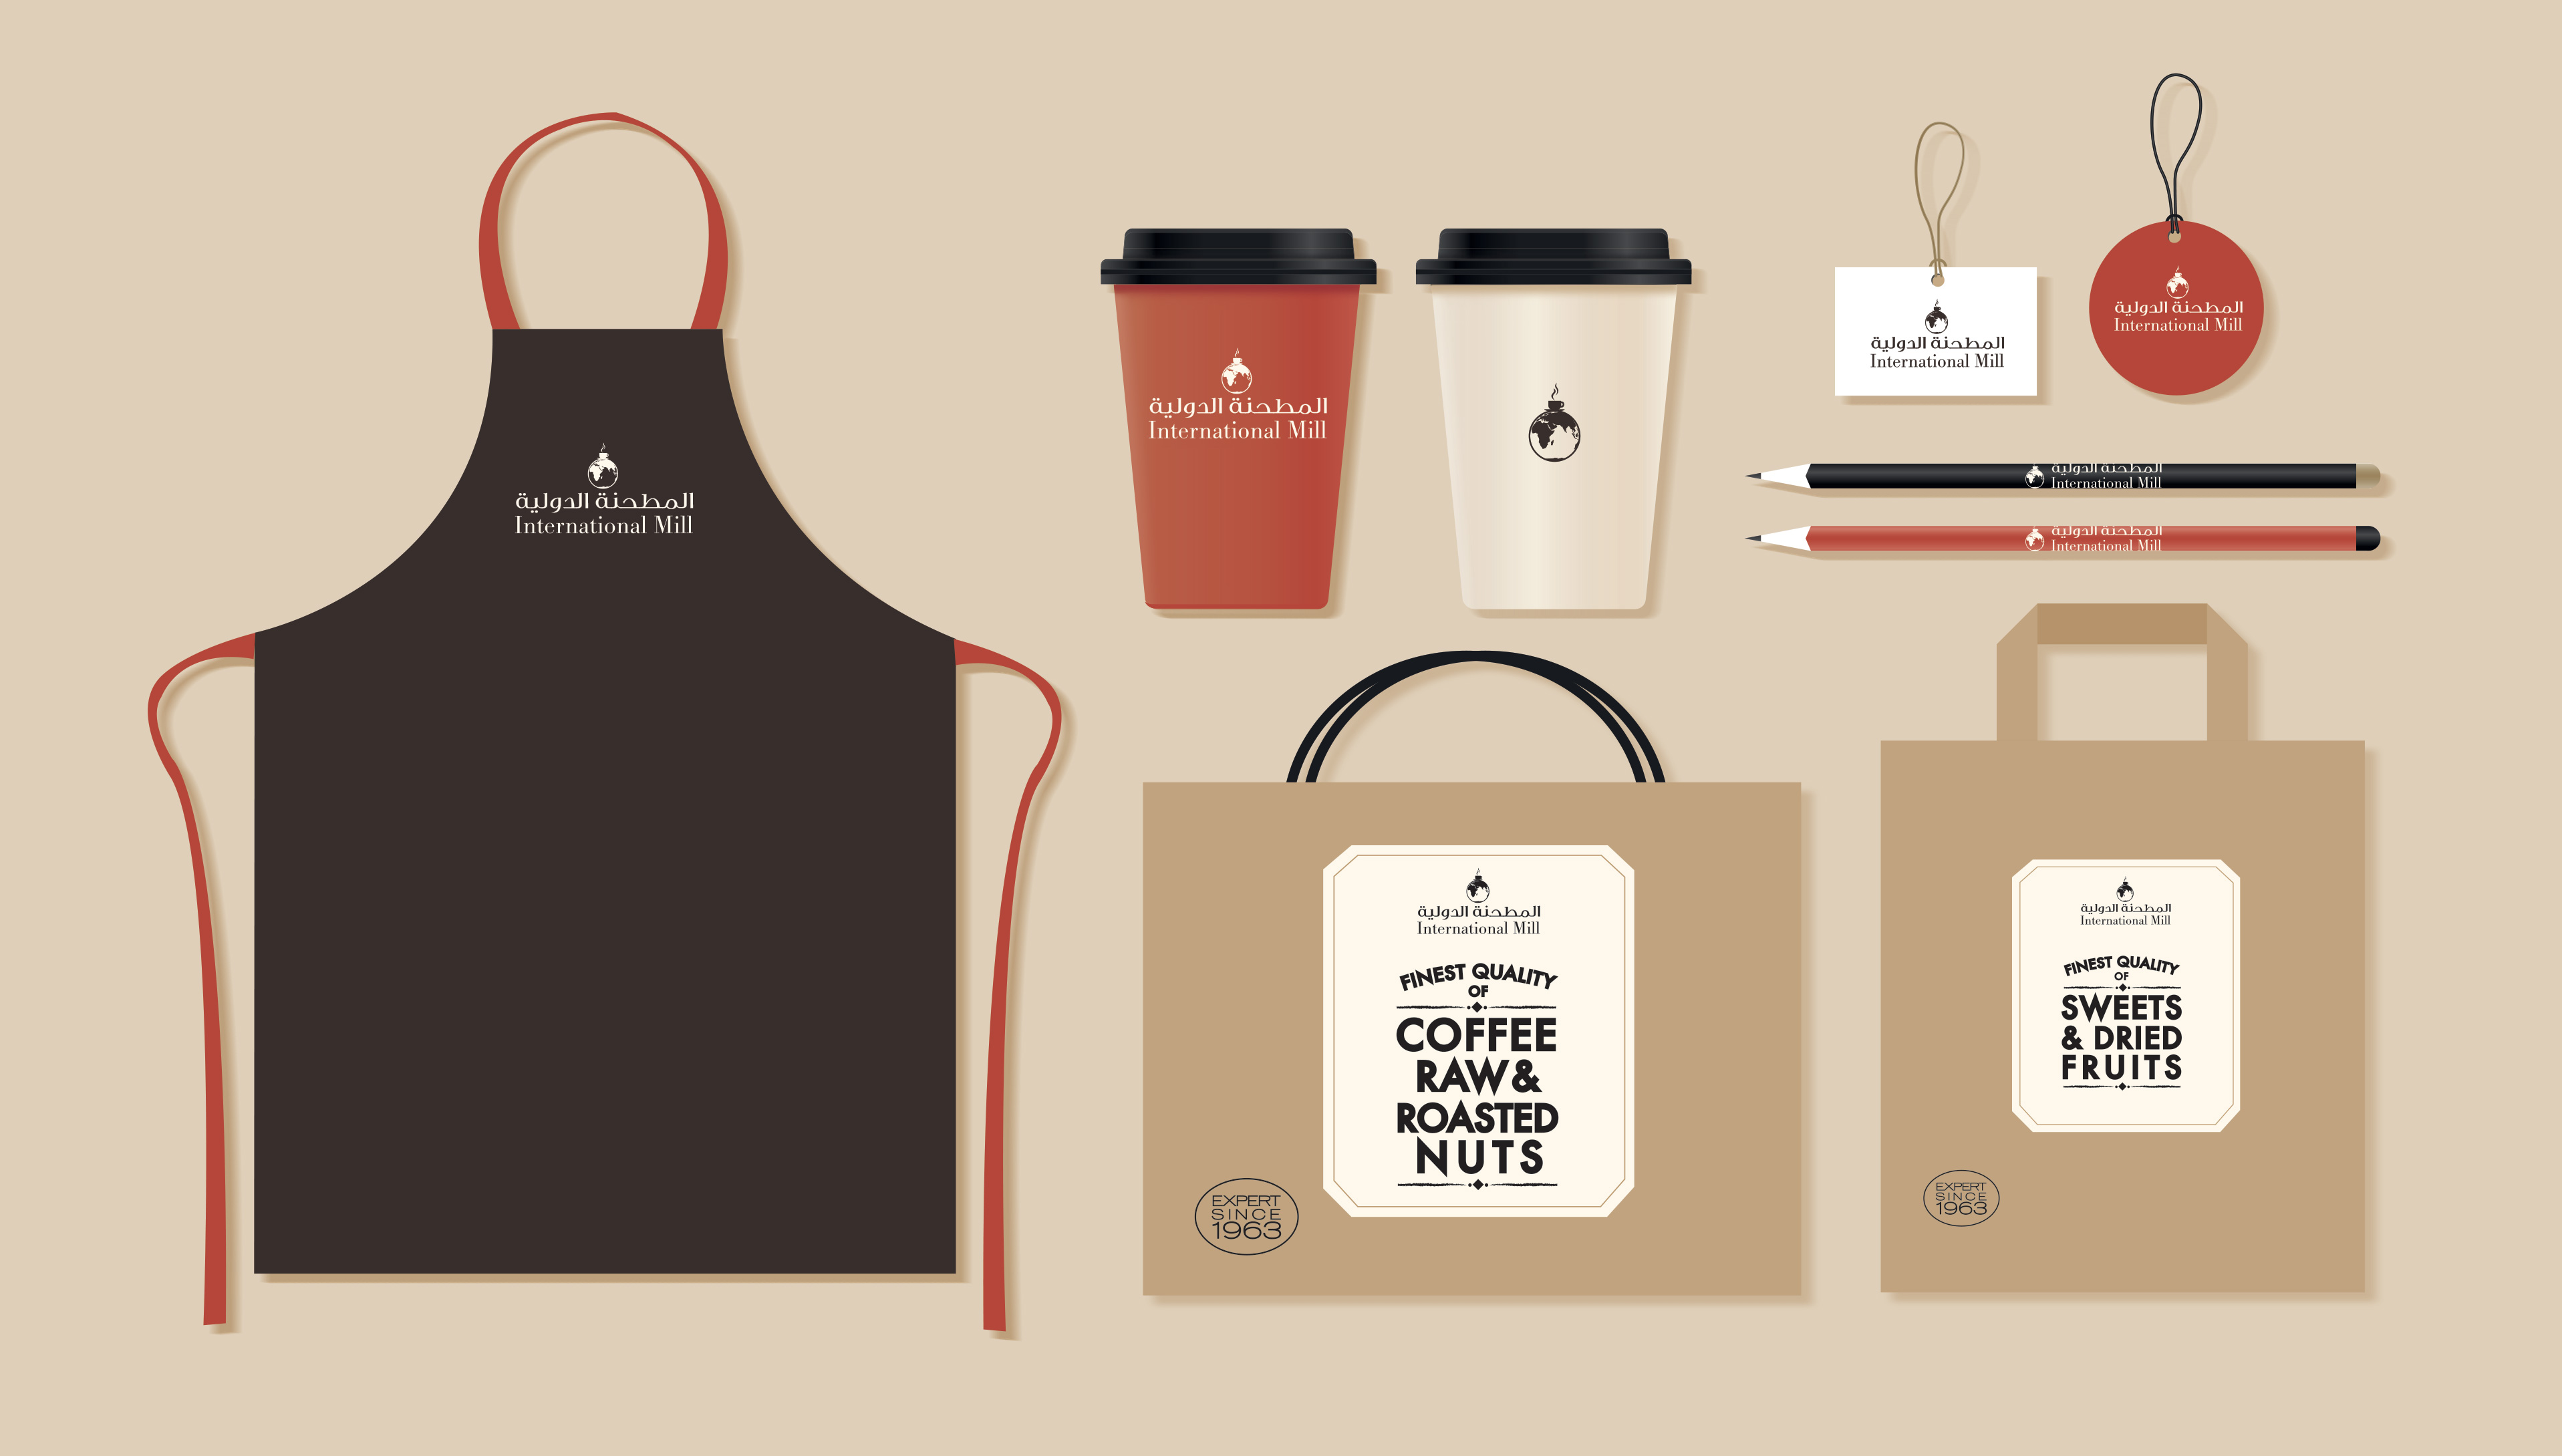 المطحنة الدولية
International Mill
المطحنة الدولية
International Mill
المطحنة الدولية
International Mill
المطحنة الدولية
International Mill
المطحنة الدولية
International Mill
المطحنة الدولية
International Mill
المطحنة الدولية
International Mill
FINEST QUALITY
OF
COFFEE
RAW &
ROASTED
NUTS
EXPERT
SINCE
1963
المطحنة الدولية
International Mill
FINEST QUALITY
OF
SWEETS
& DRIED
FRUITS
EXPERT
SINCE
1963